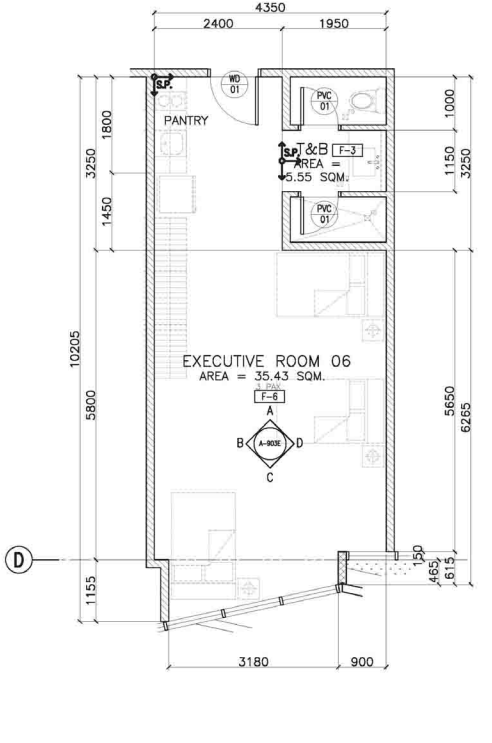 4350
2400
1950
WD
01
S.P.
PVC
01
1000
PANTRY
1800
3250
S.P.
T&B F-3
AREA =
5.55 SQM.
1150
3250
1450
PVC
01
10205
5800
EXECUTIVE ROOM 06
AREA = 35.43 SQM.
3 PAX
F-6
5650
6265
A
B
A-903E
D
C
D
150
465
615
1155
3180
900